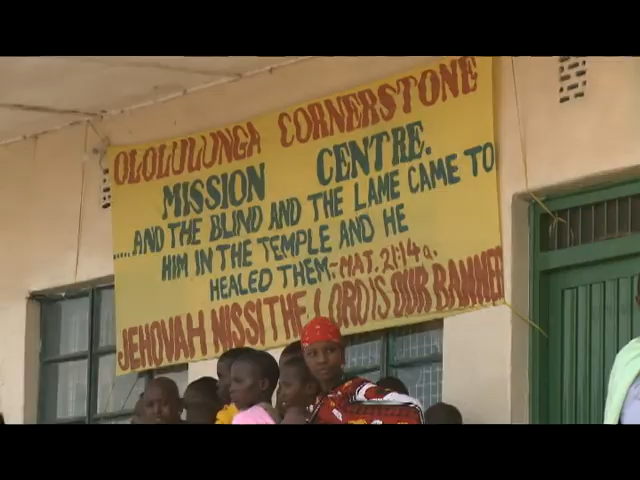 OLOLULUNGA CORNERSTONE
MISSION CENTRE.
.....AND THE BLIND AND THE LAME CAME TO
HIM IN THE TEMPLE AND HE
HEALED THEM.-MAT. 21:14a.
JEHOVAH NISSI THE LORD IS OUR BANNER